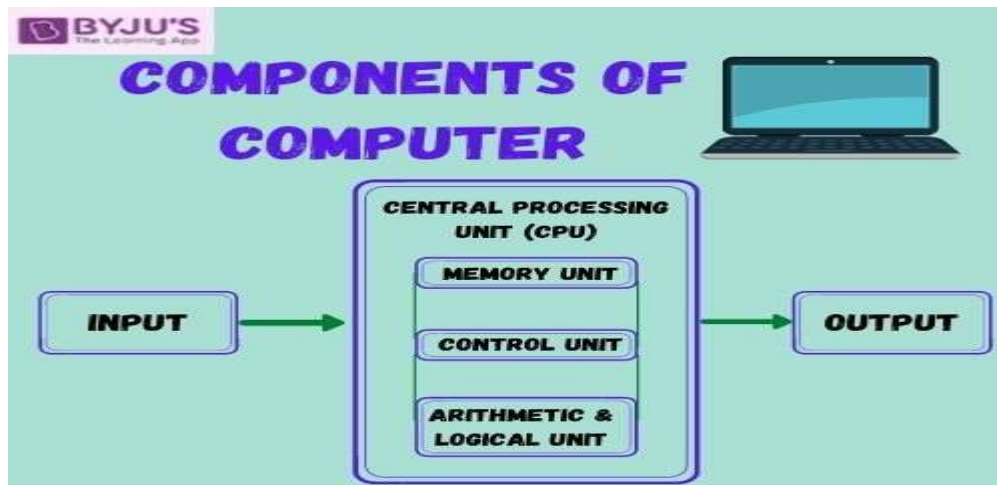 BYJU'S
The Learning App
COMPONENTS OF
COMPUTER
CENTRAL PROCESSING
UNIT (CPU)
MEMORY UNIT
INPUT
CONTROL UNIT
OUTPUT
ARITHMETIC &
LOGICAL UNIT